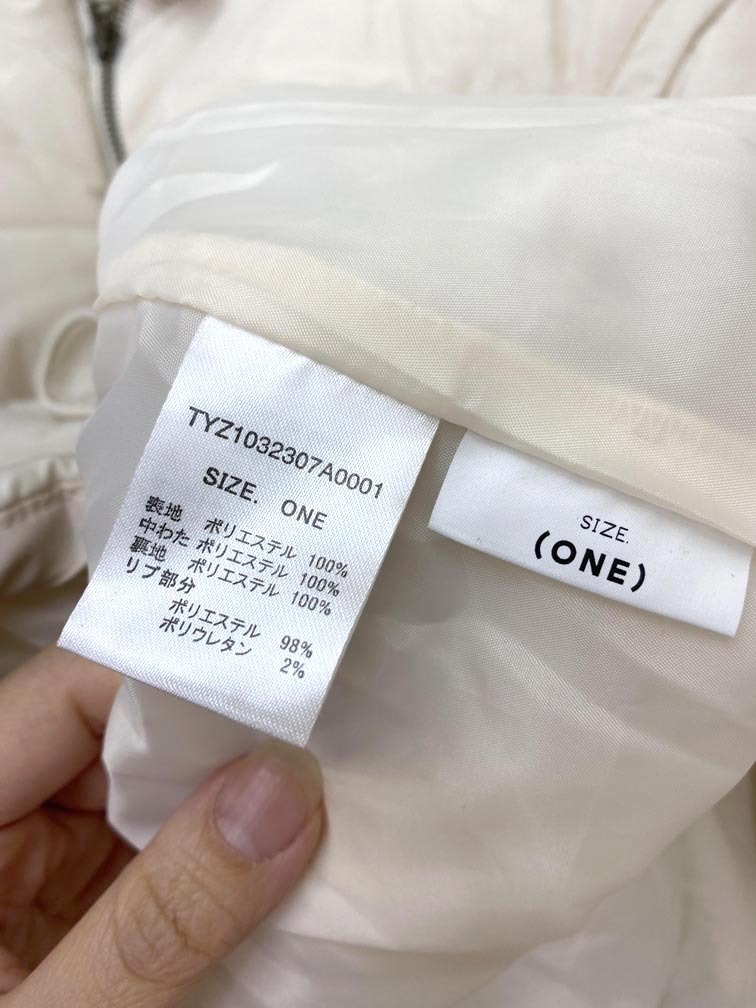 TYZ1032307A0001
SIZE. ONE
表地 ポリエステル 100%
中わた ポリエステル 100%
裏地 ポリエステル 100%
リブ部分
ポリエステル 98%
ポリウレタン 2%
SIZE.
(ONE)